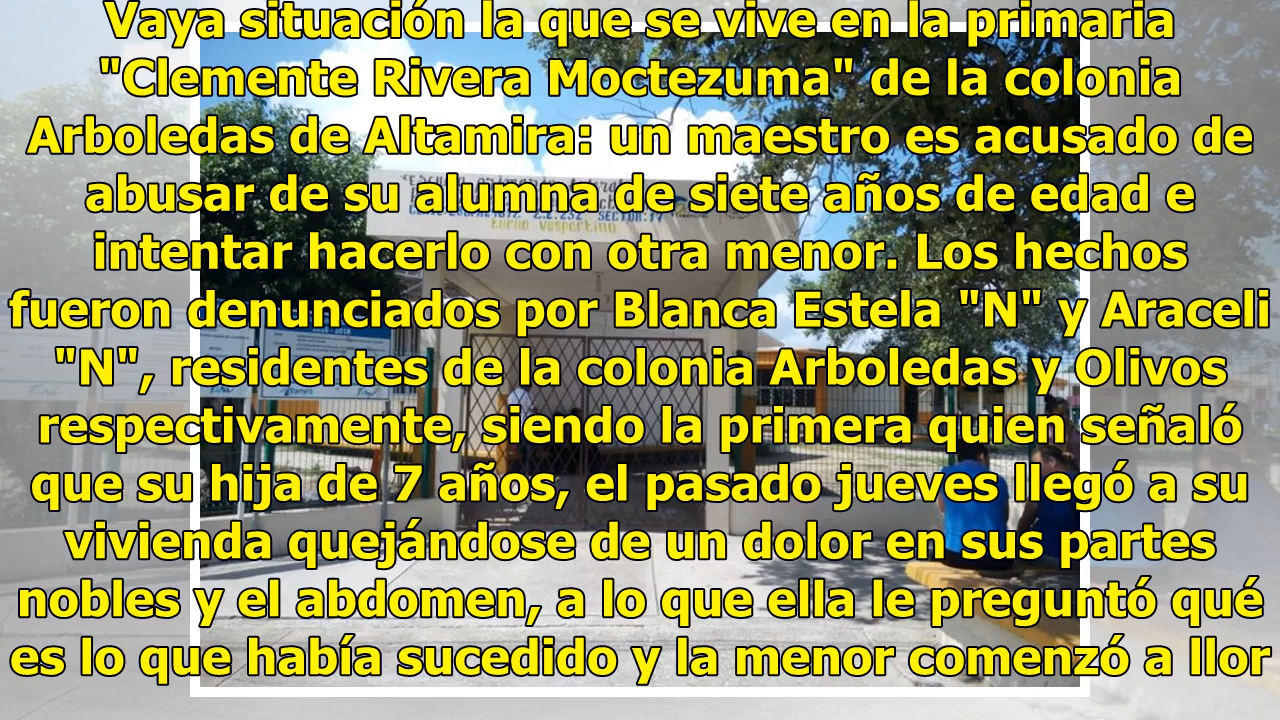 Vaya situación la que se vive en la primaria
"Clemente Rivera Moctezuma" de la colonia
Arboledas de Altamira: un maestro es acusado de
abusar de su alumna de siete años de edad e
intentar hacerlo con otra menor. Los hechos
fueron denunciados por Blanca Estela "N" y Araceli
"N", residentes de la colonia Arboledas y Olivos
respectivamente, siendo la primera quien señaló
que su hija de 7 años, el pasado jueves llegó a su
vivienda quejándose de un dolor en sus partes
nobles y el abdomen, a lo que ella le preguntó qué
es lo que había sucedido y la menor comenzó a llor
Turno vespertino